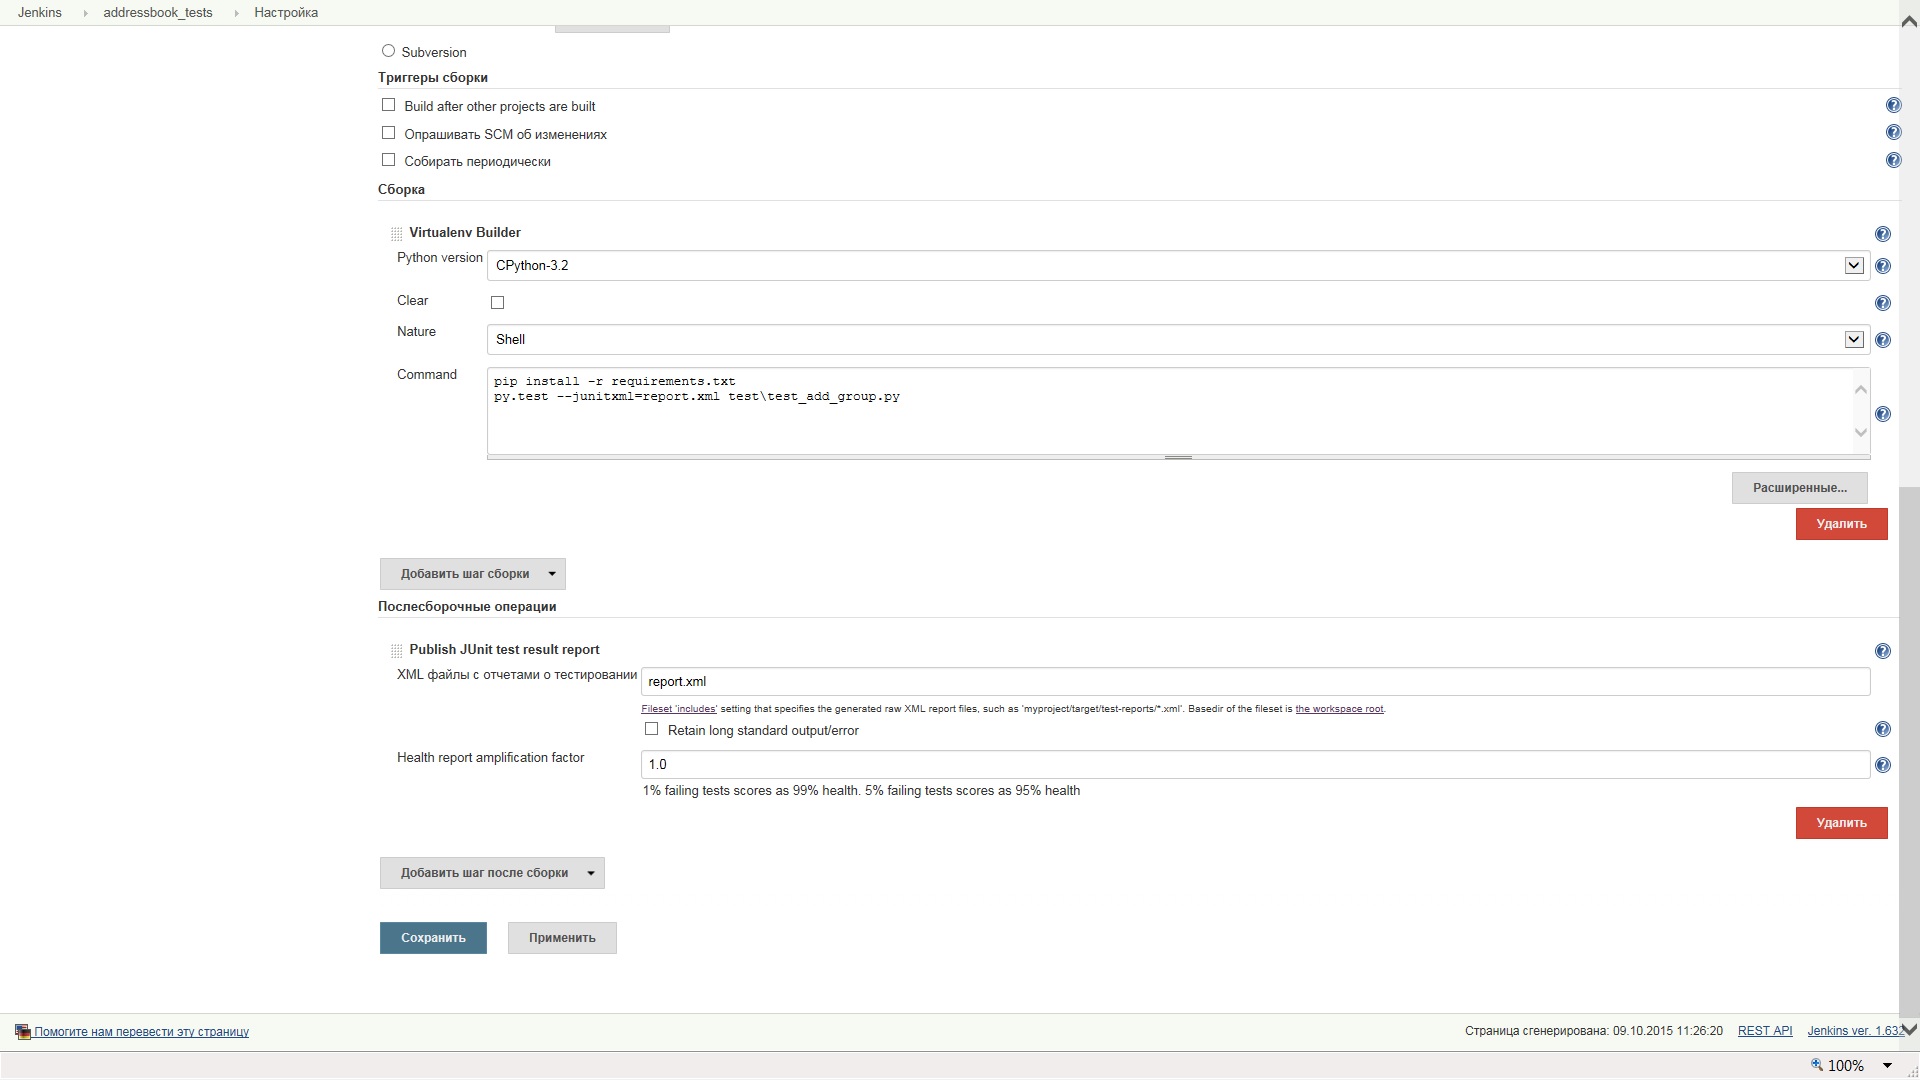 Jenkins addressbook_tests Настройка
Subversion
Триггеры сборки
Build after other projects are built
Опрашивать SCM об изменениях
Собирать периодически
Сборка
Virtualenv Builder
Python version CPython-3.2
Clear
Nature Shell
Command pip install -r requirements.txt
py.test --junitxml=report.xml test\test_add_group.py
Расширенные...
Удалить
Добавить шаг сборки
Послесборочные операции
Publish JUnit test result report
XML файлы с отчетами о тестировании report.xml
Fileset 'includes' setting that specifies the generated raw XML report files, such as 'myproject/target/test-reports/*.xml'. Basedir of the fileset is the workspace root.
Retain long standard output/error
Health report amplification factor 1.0
1% failing tests scores as 99% health. 5% failing tests scores as 95% health
Удалить
Добавить шаг после сборки
Сохранить Применить
Помогите нам перевести эту страницу Страница сгенерирована: 09.10.2015 11:26:20 REST API Jenkins ver. 1.632
100%